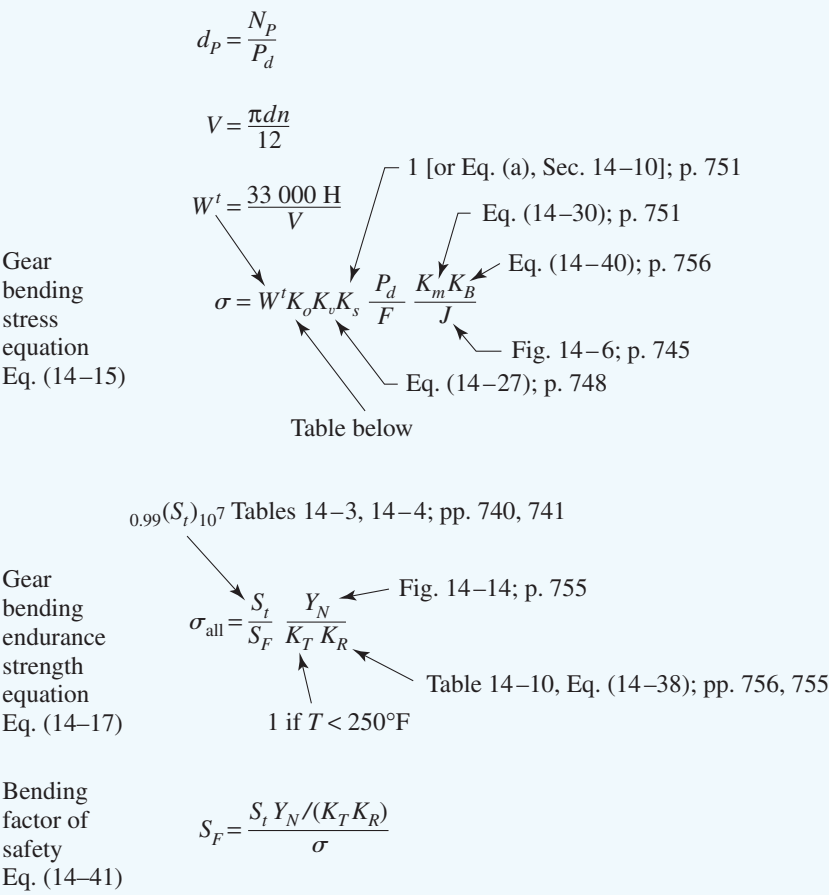 d_P = N_P / P_d
V = πdn / 12
1 [or Eq. (a), Sec. 14–10]; p. 751
W^t = 33 000 H / V
Eq. (14–30); p. 751
Gear
bending
stress
equation
Eq. (14–15)
Eq. (14–40); p. 756
σ = W^t K_o K_v K_s P_d / F K_m K_B / J
Fig. 14–6; p. 745
Eq. (14–27); p. 748
Table below
0.99(S_t)10^7 Tables 14–3, 14–4; pp. 740, 741
Gear
bending
endurance
strength
equation
Eq. (14–17)
Fig. 14–14; p. 755
σ_all = S_t / S_F Y_N / K_T K_R
Table 14–10, Eq. (14–38); pp. 756, 755
1 if T < 250°F
Bending
factor of
safety
Eq. (14–41)
S_F = S_t Y_N /(K_T K_R) / σ